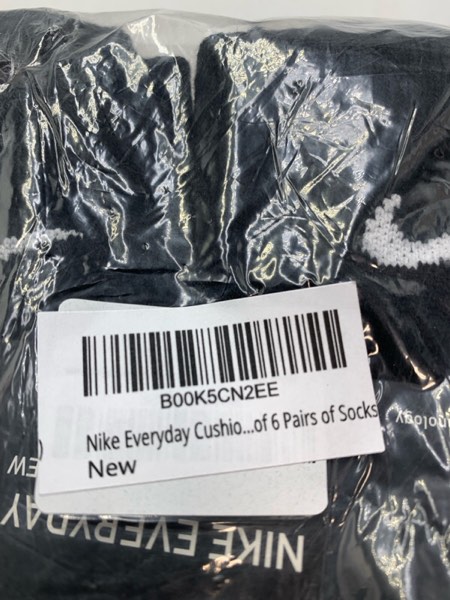 B00K5CN2EE
Nike Everyday Cushio...of 6 Pairs of Socks
New
NIKE EVERYDAY